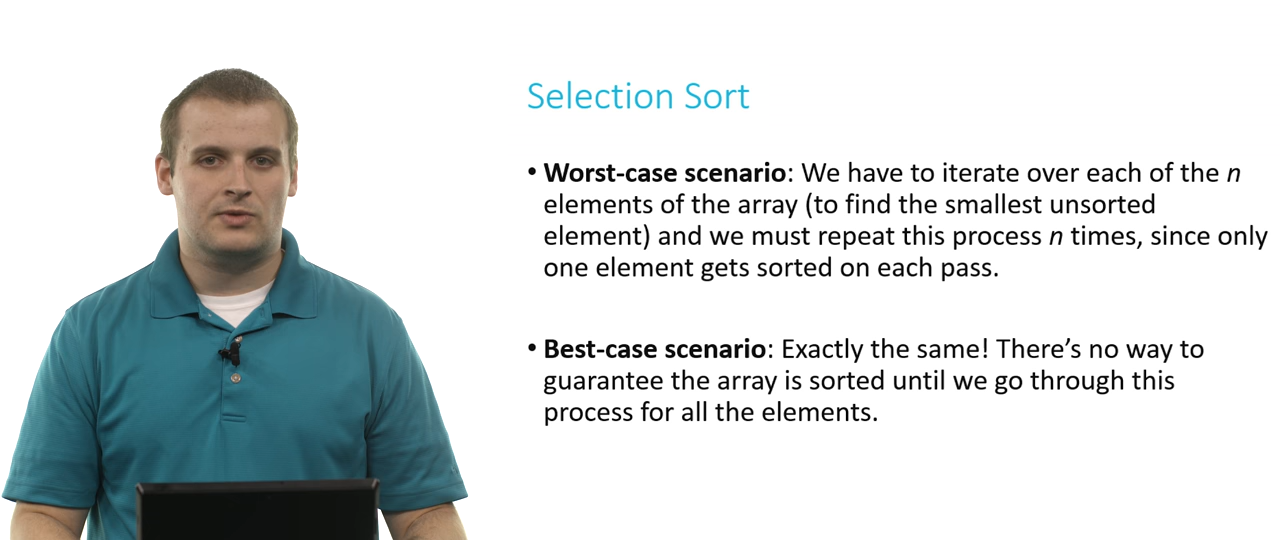 Selection Sort
• Worst-case scenario: We have to iterate over each of the n
elements of the array (to find the smallest unsorted
element) and we must repeat this process n times, since only
one element gets sorted on each pass.
• Best-case scenario: Exactly the same! There’s no way to
guarantee the array is sorted until we go through this
process for all the elements.